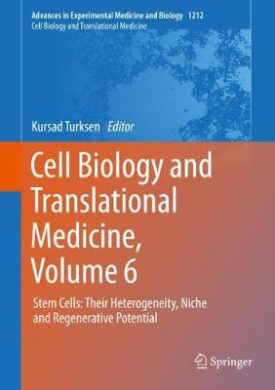 Advances in Experimental Medicine and Biology 1212
Cell Biology and Translational Medicine
Kursad Turksen Editor
Cell Biology and
Translational
Medicine,
Volume 6
Stem Cells: Their Heterogeneity, Niche
and Regenerative Potential
Springer